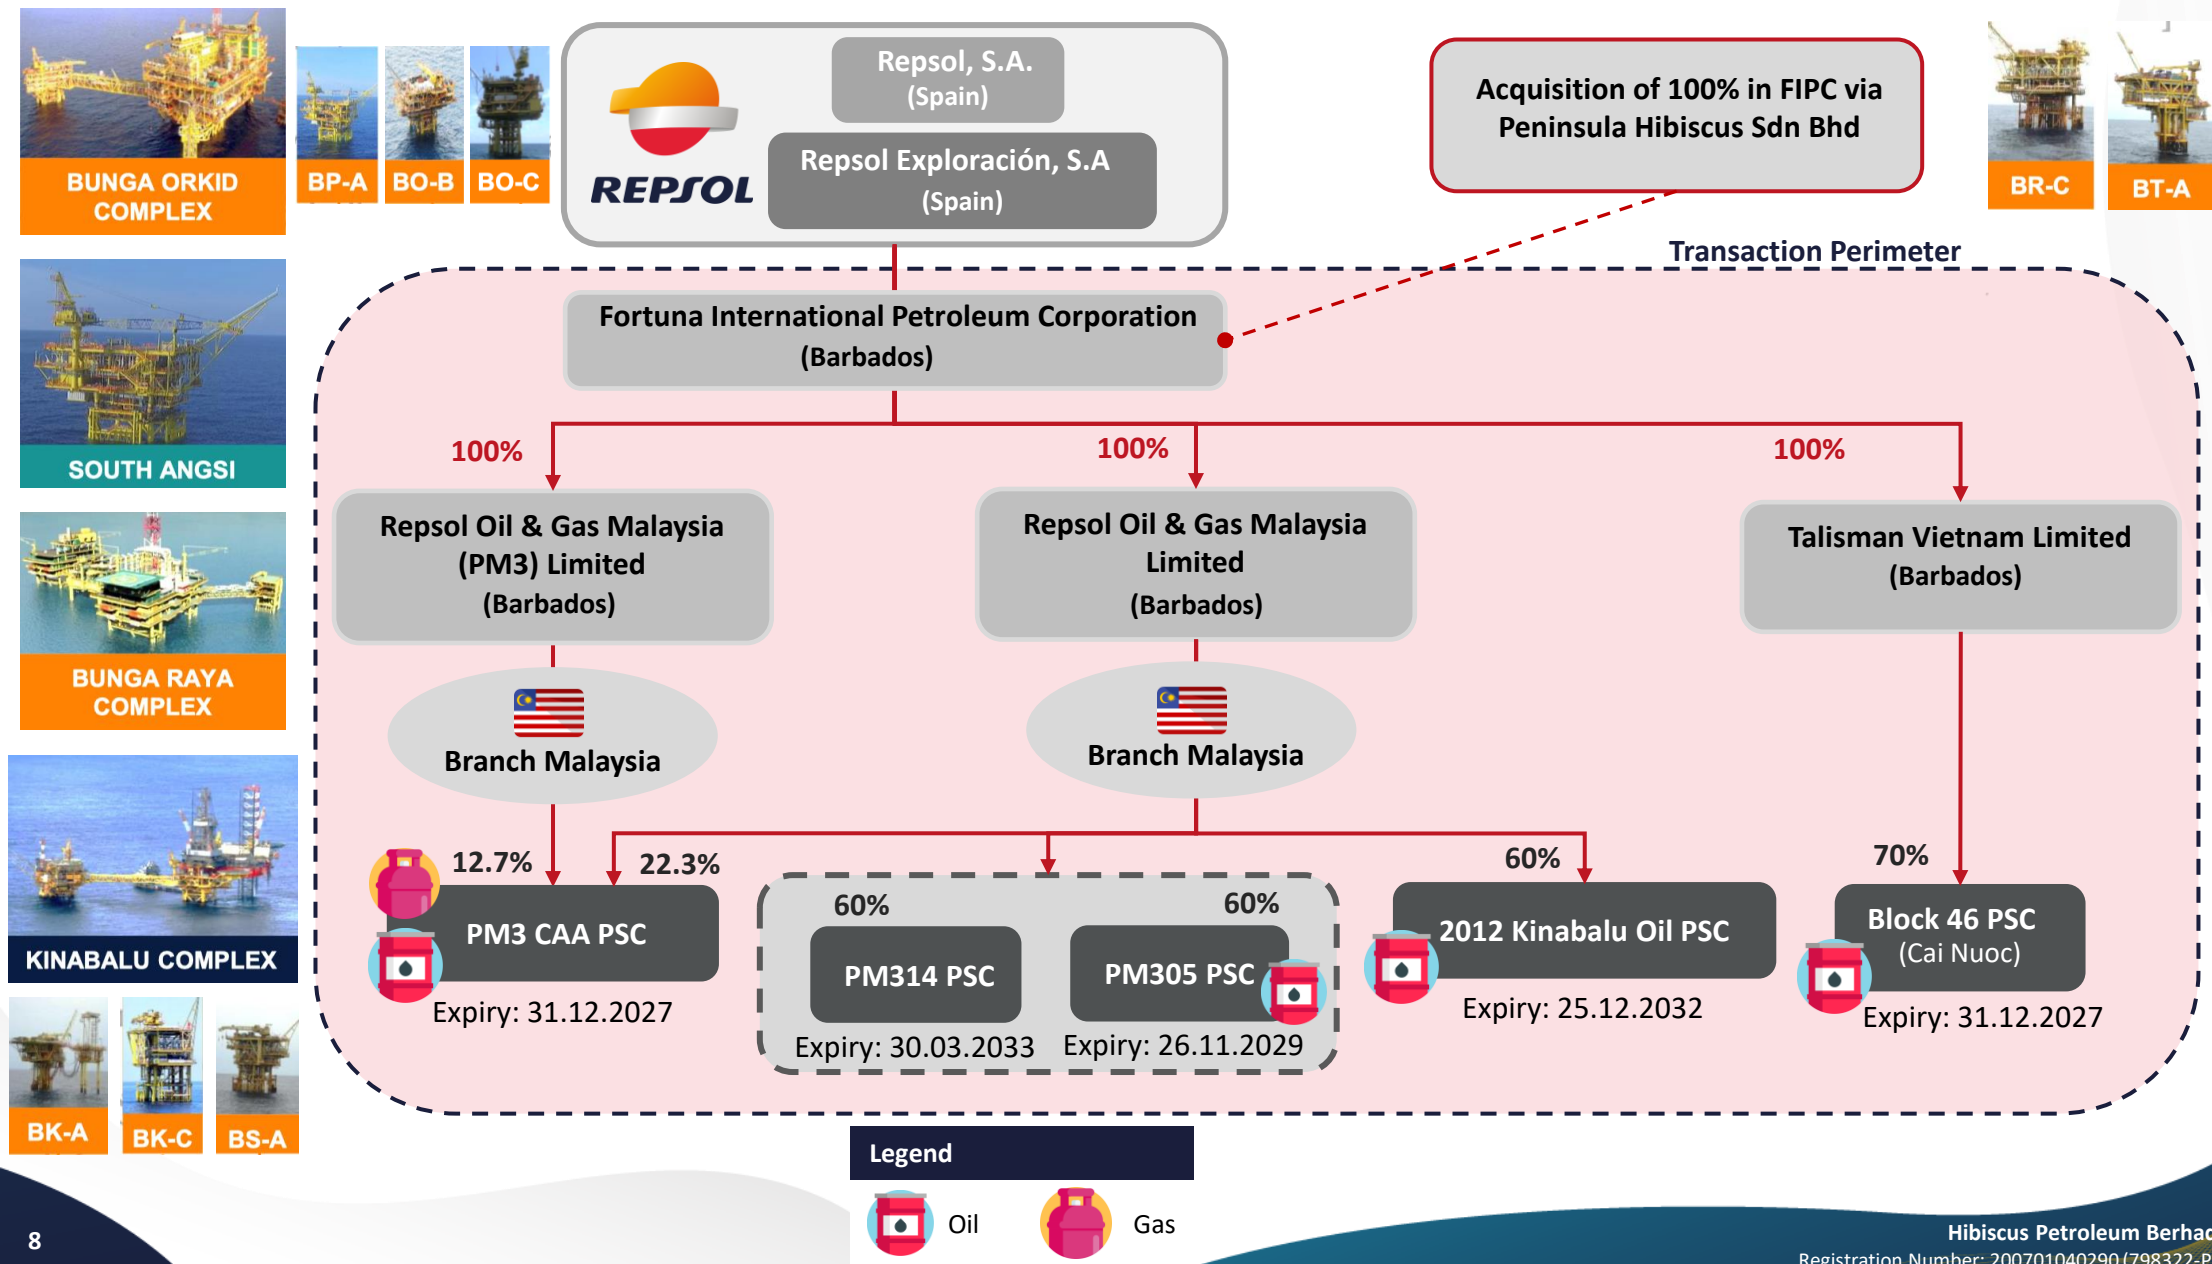 BUNGA ORKID
COMPLEX
BP-A
BO-B
BO-C
REPSOL
Repsol, S.A.
(Spain)
Repsol Exploración, S.A
(Spain)
Acquisition of 100% in FIPC via
Peninsula Hibiscus Sdn Bhd
BR-C
BT-A
Transaction Perimeter
Fortuna International Petroleum Corporation
(Barbados)
SOUTH ANGSI
100%
100%
100%
Repsol Oil & Gas Malaysia
(PM3) Limited
(Barbados)
Repsol Oil & Gas Malaysia
Limited
(Barbados)
Talisman Vietnam Limited
(Barbados)
BUNGA RAYA
COMPLEX
Branch Malaysia
Branch Malaysia
KINABALU COMPLEX
12.7%
22.3%
PM3 CAA PSC
Expiry: 31.12.2027
60%
PM314 PSC
Expiry: 30.03.2033
60%
PM305 PSC
Expiry: 26.11.2029
60%
2012 Kinabalu Oil PSC
Expiry: 25.12.2032
70%
Block 46 PSC
(Cai Nuoc)
Expiry: 31.12.2027
BK-A
BK-C
BS-A
Legend
Oil
Gas
8
Hibiscus Petroleum Berhad
Registration Number: 200701040290 (798322-P